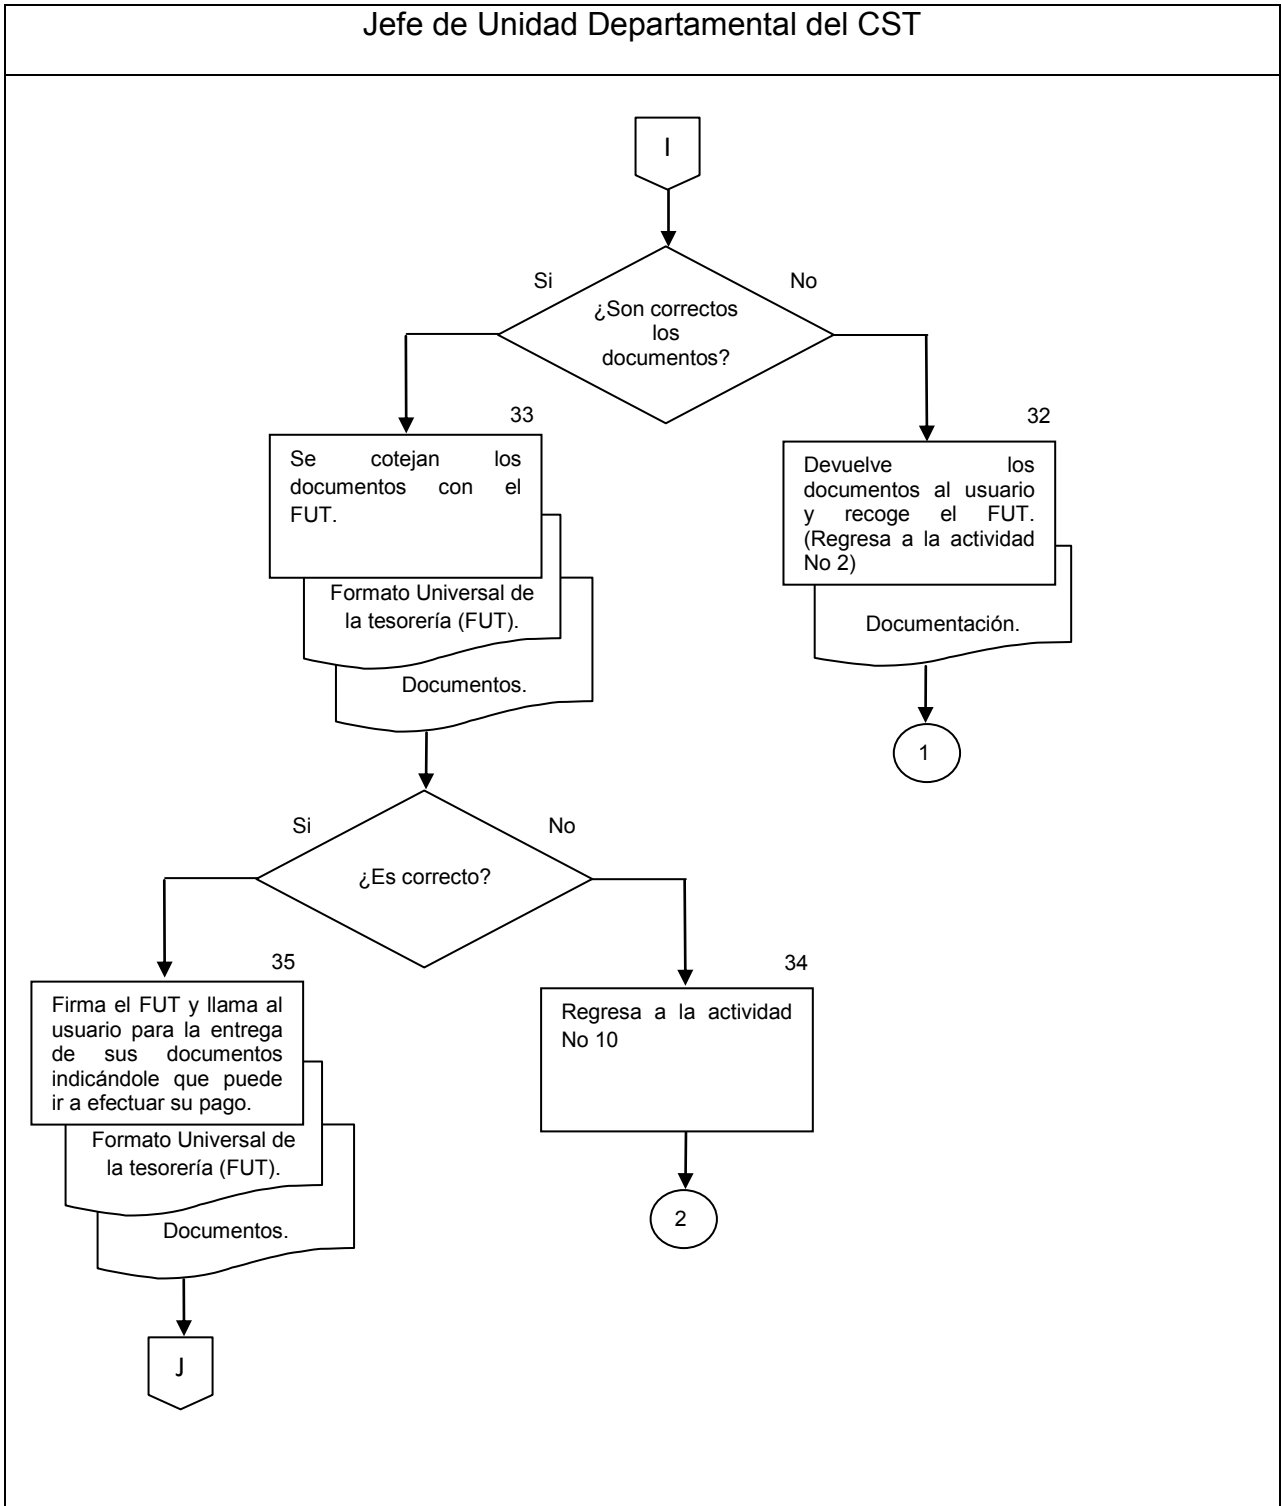 Jefe de Unidad Departamental del CST
I
Si
No
¿Son correctos
los
documentos?
33
Se cotejan los
documentos con el
FUT.
Formato Universal de
la tesorería (FUT).
Documentos.
32
Devuelve los
documentos al usuario
y recoge el FUT.
(Regresa a la actividad
No 2)
Documentación.
1
Si
No
¿Es correcto?
35
Firma el FUT y llama al
usuario para la entrega
de sus documentos
indicándole que puede
ir a efectuar su pago.
Formato Universal de
la tesorería (FUT).
Documentos.
34
Regresa a la actividad
No 10
2
J